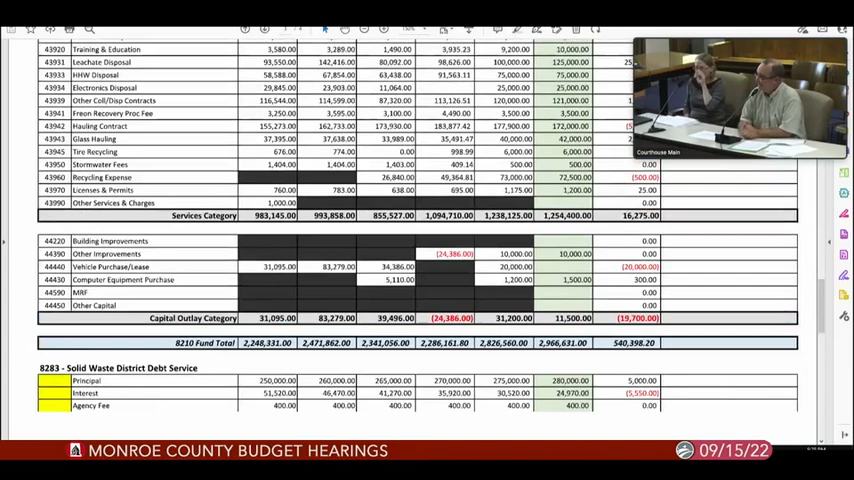 43920 Training & Education 3,580.00 3,289.00 1,490.00 3,935.23 9,200.00 10,000.00
43931 Leachate Disposal 93,550.00 142,416.00 80,092.00 98,626.00 100,000.00 125,000.00 25
43933 HHW Disposal 58,588.00 67,854.00 63,438.00 91,563.11 75,000.00 75,000.00
43934 Electronics Disposal 29,845.00 23,903.00 11,064.00 25,000.00 25,000.00
43939 Other Coll/Disp Contracts 116,544.00 114,599.00 87,320.00 113,126.51 120,000.00 121,000.00 1
43941 Freon Recovery Proc Fee 3,250.00 3,595.00 3,100.00 4,490.00 3,500.00 3,500.00
43942 Hauling Contract 155,273.00 162,733.00 173,930.00 183,877.42 177,900.00 172,000.00 (5
43943 Glass Hauling 37,395.00 37,638.00 33,989.00 35,491.47 40,000.00 42,000.00 2
43945 Tire Recycling 676.00 774.00 0.00 998.99 6,000.00 6,000.00 0.00
43950 Stormwater Fees 1,404.00 1,404.00 1,403.00 409.14 500.00 500.00 0.00
43960 Recycling Expense 26,840.00 49,364.81 73,000.00 72,500.00 (500.00)
43970 Licenses & Permits 760.00 783.00 638.00 695.00 1,175.00 1,200.00 25.00
43990 Other Services & Charges 1,000.00 0.00
Services Category 983,145.00 993,858.00 855,527.00 1,094,710.00 1,238,125.00 1,254,400.00 16,275.00
44220 Building Improvements 0.00
44390 Other Improvements (24,386.00) 10,000.00 10,000.00 0.00
44440 Vehicle Purchase/Lease 31,095.00 83,279.00 34,386.00 20,000.00 (20,000.00)
44430 Computer Equipment Purchase 5,110.00 1,200.00 1,500.00 300.00
44590 MRF 0.00
44450 Other Capital 0.00
Capital Outlay Category 31,095.00 83,279.00 39,496.00 (24,386.00) 31,200.00 11,500.00 (19,700.00)
8210 Fund Total 2,248,331.00 2,471,862.00 2,341,056.00 2,286,161.80 2,826,560.00 2,966,631.00 540,398.20
8283 - Solid Waste District Debt Service
Principal 250,000.00 260,000.00 265,000.00 270,000.00 275,000.00 280,000.00 5,000.00
Interest 51,520.00 46,470.00 41,270.00 35,920.00 30,520.00 24,970.00 (5,550.00)
Agency Fee 400.00 400.00 400.00 400.00 400.00 400.00 0.00
Courthouse Main
MONROE COUNTY BUDGET HEARINGS
09/15/22